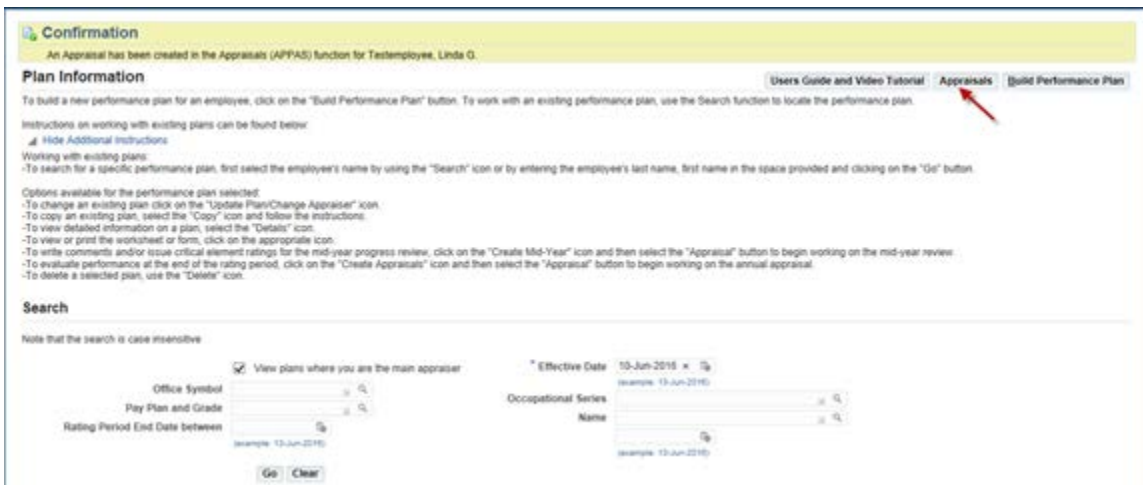 Confirmation
An Appraisal has been created in the Appraisals (APPAS) function for Testemployee, Linda G.
Plan Information
Users Guide and Video Tutorial Appraisals Build Performance Plan
To build a new performance plan for an employee, click on the "Build Performance Plan" button. To work with an existing performance plan, use the Search function to locate the performance plan.
Instructions on working with existing plans can be found below:
Hide Additional Instructions
Working with existing plans:
-To search for a specific performance plan, first select the employee's name by using the "Search" icon or by entering the employee's last name, first name in the space provided and clicking on the "Go" button.
Options available for the performance plan selected:
-To change an existing plan click on the "Update Plan/Change Appraiser" icon.
-To copy an existing plan, select the "Copy" icon and follow the instructions.
-To view detailed information on a plan, select the "Details" icon.
-To view or print the worksheet or form, click on the appropriate icon.
-To write comments and/or issue critical element ratings for the mid-year progress review, click on the "Create Mid-Year" icon and then select the "Appraisal" button to begin working on the mid-year review.
-To evaluate performance at the end of the rating period, click on the "Create Appraisals" icon and then select the "Appraisal" button to begin working on the annual appraisal.
-To delete a selected plan, use the "Delete" icon.
Search
Note that the search is case insensitive
View plans where you are the main appraiser
* Effective Date 10-Jun-2016
(example: 13-Jun-2016)
Office Symbol
Occupational Series
Pay Plan and Grade
Name
Rating Period End Date between
(example: 13-Jun-2016)
(example: 13-Jun-2016)
Go Clear